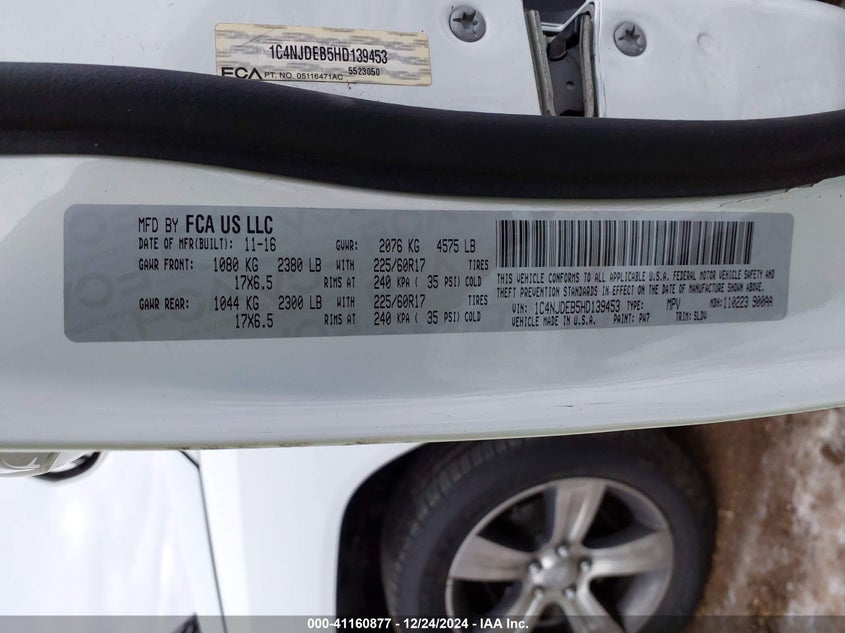 1C4NJDEB5HD139453
5523050
FCA PT. NO. 05116471AC
MFD BY FCA US LLC
DATE OF MFR(BUILT): 11-16 GVWR: 2076 KG 4575 LB
GAWR FRONT: 1080 KG 2380 LB WITH 225/60R17 TIRES
17X6.5 RIMS AT 240 KPA ( 35 PSI) COLD
GAWR REAR: 1044 KG 2300 LB WITH 225/60R17 TIRES
17X6.5 RIMS AT 240 KPA ( 35 PSI) COLD
THIS VEHICLE CONFORMS TO ALL APPLICABLE U.S.A. FEDERAL MOTOR VEHICLE SAFETY AND
THEFT PREVENTION STANDARDS IN EFFECT ON THE DATE OF MANUFACTURE SHOWN ABOVE.
VIN: 1C4NJDEB5HD139453 TYPE: MPV MDH: 110223 900AA
VEHICLE MADE IN U.S.A. PAINT: PW7 TRIM: SLDV
000-41160877 - 12/24/2024 - IAA Inc.